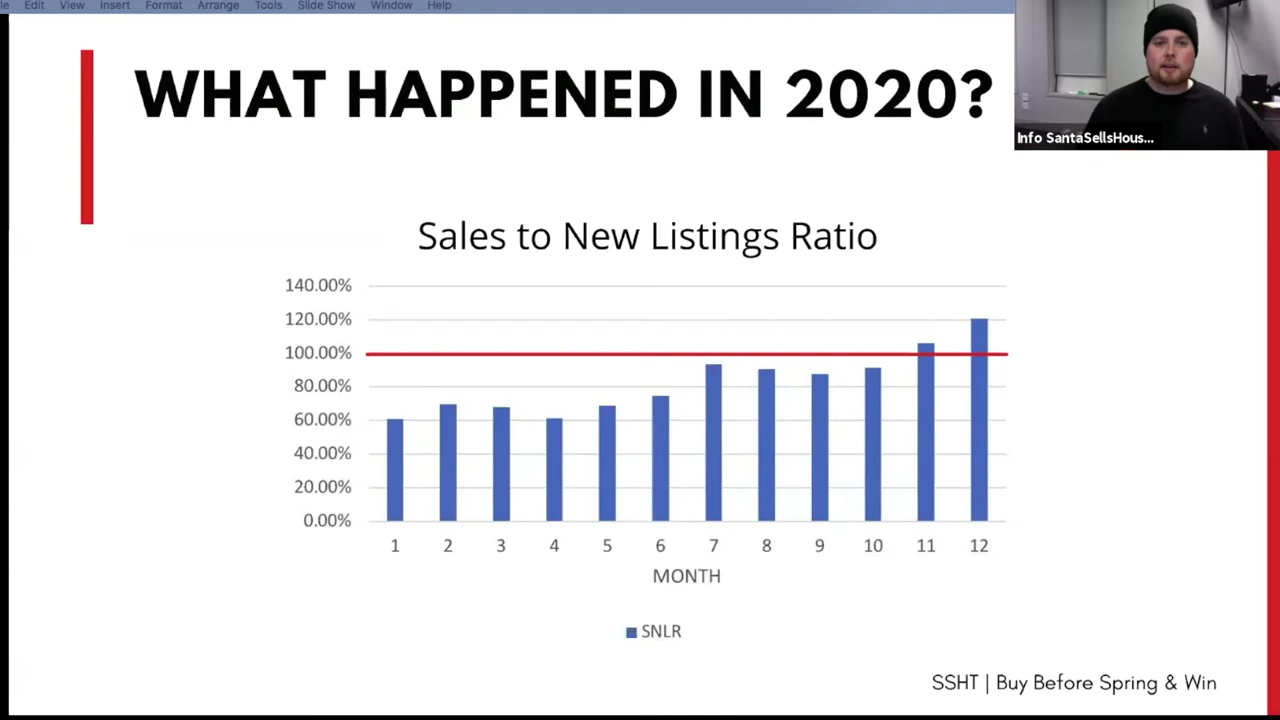 le Edit View Insert Format Arrange Tools Slide Show Window Help
WHAT HAPPENED IN 2020?
Info SantaSellsHous...
Sales to New Listings Ratio
140.00%
120.00%
100.00%
80.00%
60.00%
40.00%
20.00%
0.00%
1 2 3 4 5 6 7 8 9 10 11 12
MONTH
SNLR
SSHT | Buy Before Spring & Win